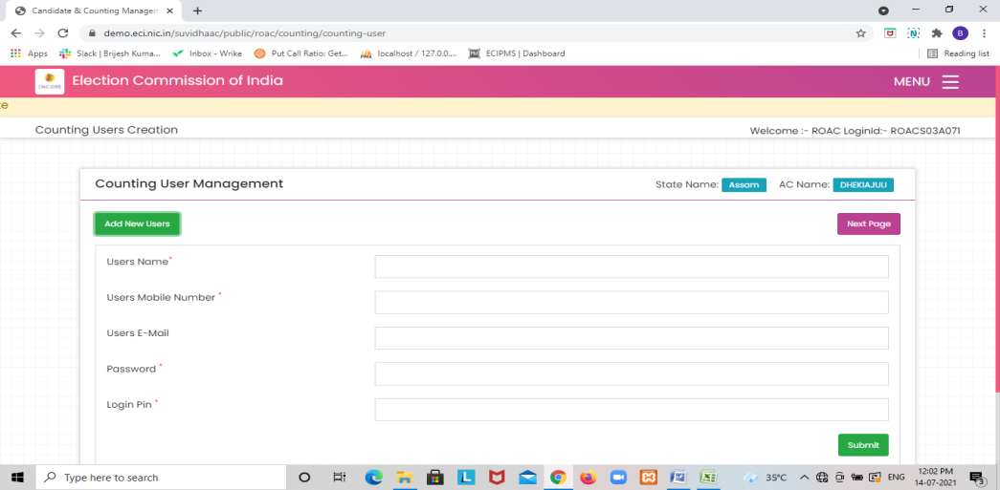 Candidate & Counting Managem
demo.eci.nic.in/suvidhaac/public/roac/counting/counting-user
B
Apps Slack | Brijesh Kuma... Inbox - Wrike Put Call Ratio: Get... localhost / 127.0.0.... ECIPMS | Dashboard Reading list
ENCORE Election Commission of India MENU
te
Counting Users Creation Welcome :- ROAC LoginId:- ROACS03A071
Counting User Management State Name: Assam AC Name: DHEKIAJULI
Add New Users Next Page
Users Name*
Users Mobile Number *
Users E-Mail
Password *
Login Pin *
Submit
Type here to search 35°C ENG 12:02 PM
14-07-2021